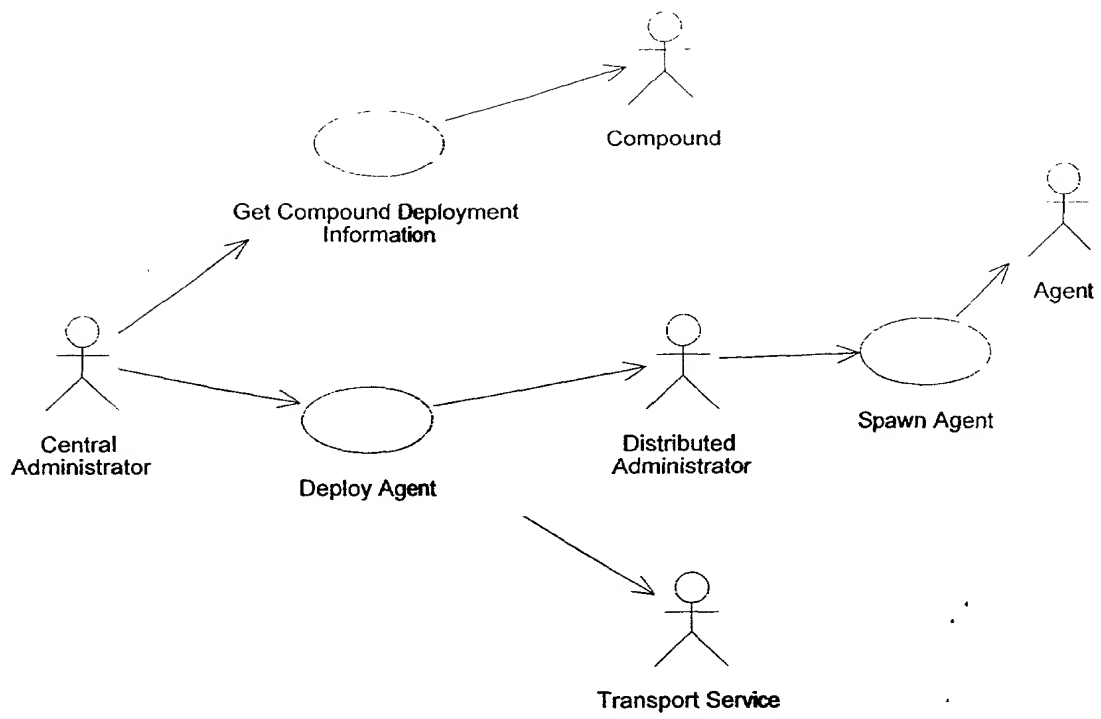 Compound
Get Compound Deployment
Information
Agent
Central
Administrator
Deploy Agent
Distributed
Administrator
Spawn Agent
Transport Service